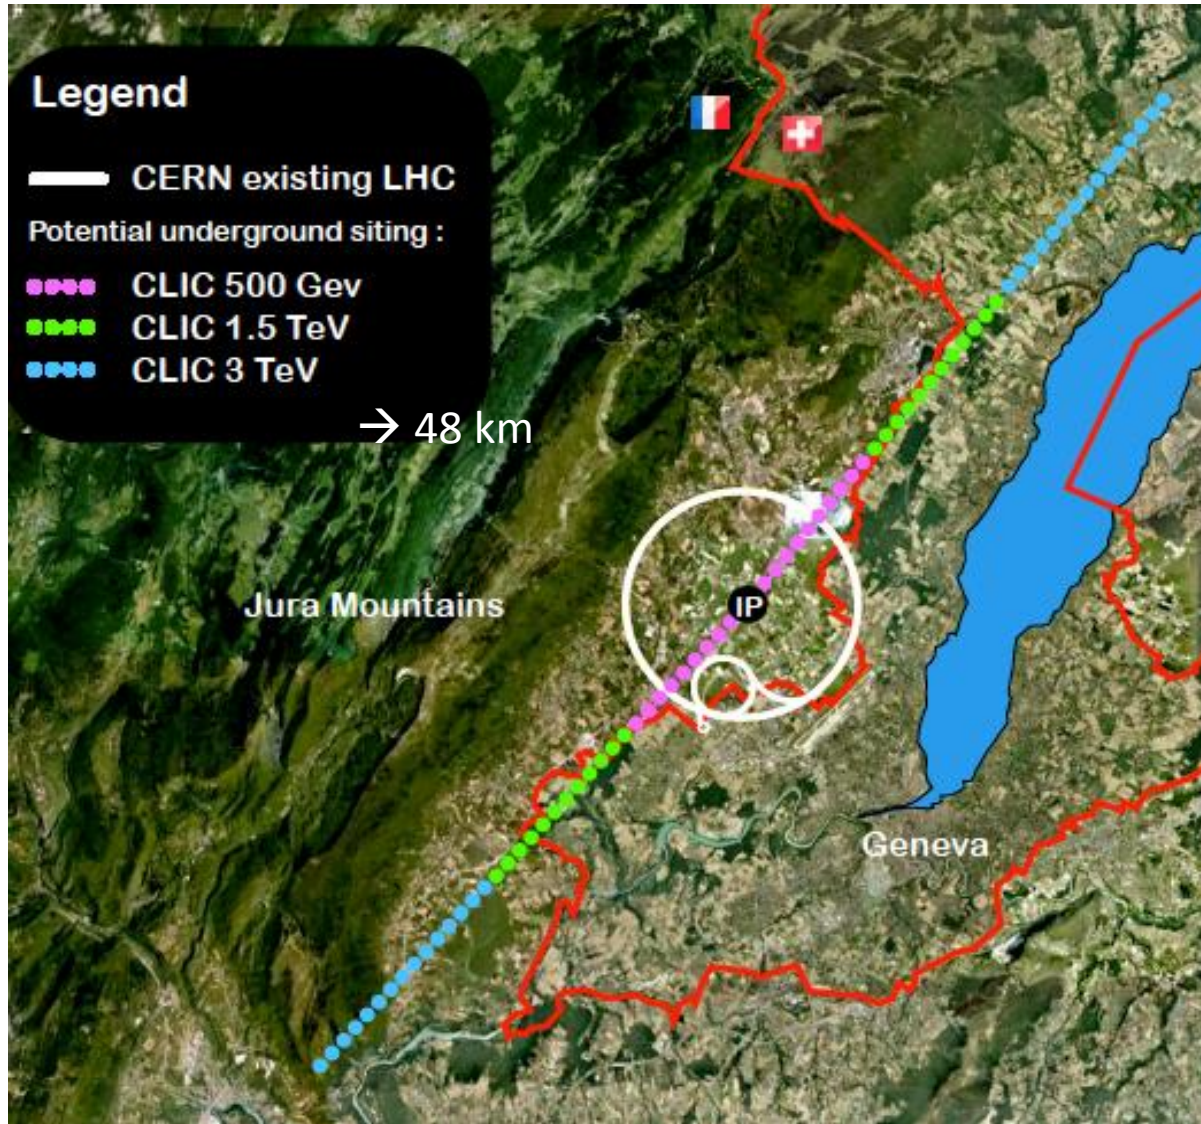 Legend
CERN existing LHC
Potential underground siting :
CLIC 500 Gev
CLIC 1.5 TeV
CLIC 3 TeV
→ 48 km
IP
Jura Mountains
Geneva